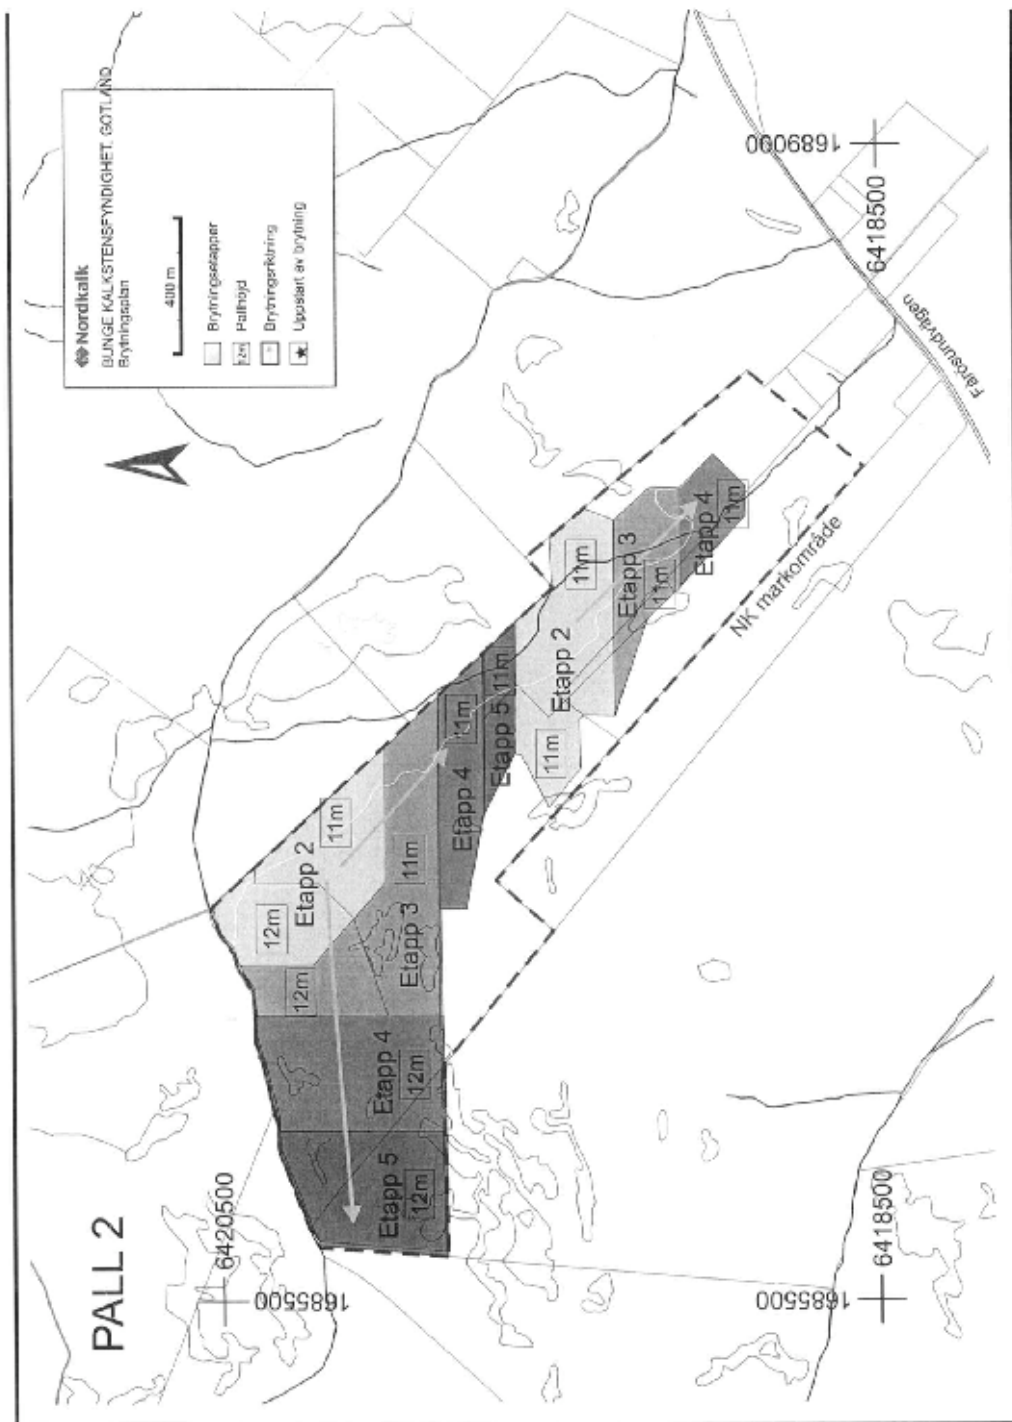 PALL 2
Nordkalk
BUNGE KALKSTENSFYNDIGHET, GOTLAND
Brytningsplan
400 m
Brytningsetapper
12m Pallhöjd
Brytningsriktning
Uppstart av brytning
6420500
1685500
1689000
6418500
1685500
6418500
Fårösundvägen
NK markområde
Etapp 5
12m
Etapp 4
12m
12m
Etapp 3
11m
12m
Etapp 2
11m
Etapp 4
11m
Etapp 5
11m
11m
Etapp 2
11m
Etapp 3
11m
Etapp 4
11m